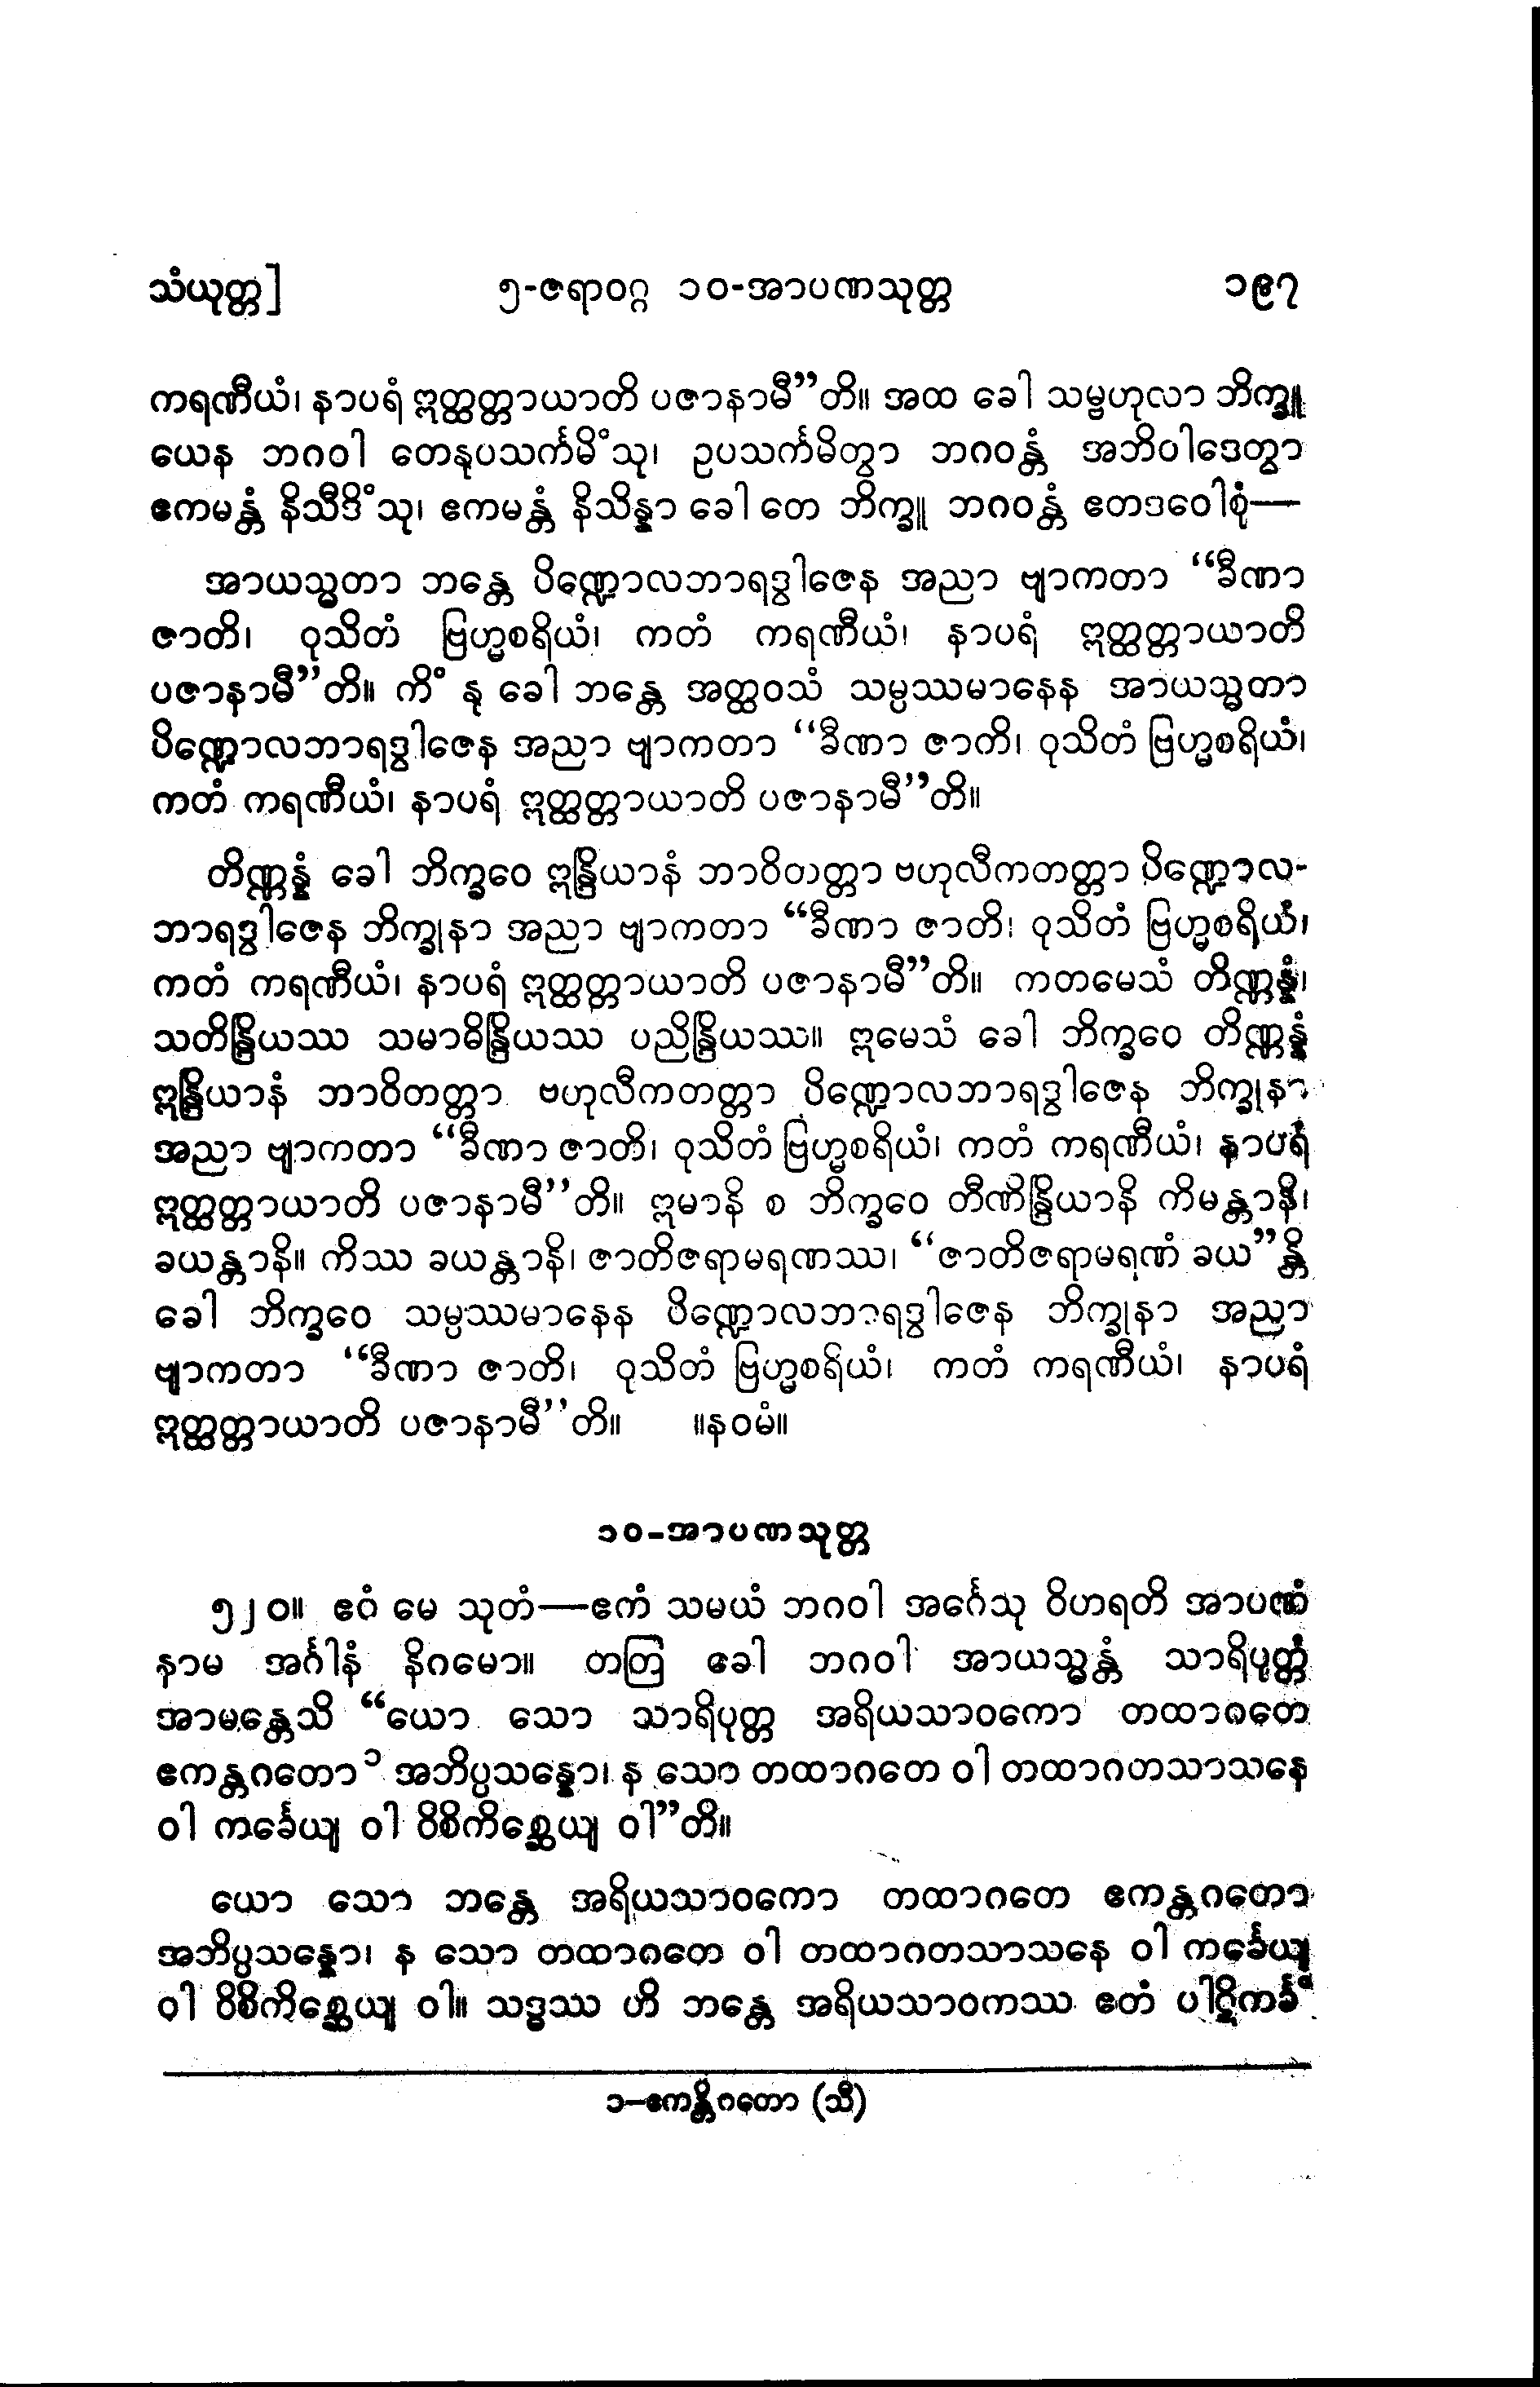 သံယုတ္တ]	၅-ဇရာဝဂ္ဂ ၁၀-အာပဏသုတ္တ	၁၉၇
ကရဏီယံ၊ နာပရံ ဣတ္ထတ္တာယာတိ ပဇာနာမီ”တိ။ အထ ခေါ သမ္ဗဟုလာ ဘိက္ခူ
ယေန ဘဂဝါ တေနုပသင်္ကမိံသု၊ ဥပသင်္ကမိတွာ ဘဂဝန္တံ အဘိဝါဒေတွာ
ဧကမန္တံ နိသီဒိံသု၊ ဧကမန္တံ နိသိန္နာ ခေါ တေ ဘိက္ခူ ဘဂဝန္တံ ဧတဒဝေါစုံ—
အာယသ္မတာ ဘန္တေ ပိဏ္ဍောလဘာရဒွါဇေန အညာ ဗျာကတာ “ခီဏာ
ဇာတိ၊ ဝုသိတံ ဗြဟ္မစရိယံ၊ ကတံ ကရဏီယံ၊ နာပရံ ဣတ္ထတ္တာယာတိ
ပဇာနာမီ”တိ။ ကိံ နု ခေါ ဘန္တေ အတ္ထဝသံ သမ္ပဿမာနေန အာယသ္မတာ
ပိဏ္ဍောလဘာရဒွါဇေန အညာ ဗျာကတာ “ခီဏာ ဇာကိ၊ ဝုသိတံ ဗြဟ္မစရိယံ၊
ကတံ ကရဏီယံ၊ နာပရံ ဣတ္ထတ္တာယာတိ ပဇာနာမီ”တိ။
တိဏ္ဏန္နံ ခေါ ဘိက္ခဝေ ဣန္ဒြိယာနံ ဘာဝိတတ္တာ ဗဟုလီကတတ္တာ ပိဏ္ဍောလ-
ဘာရဒွါဇေန ဘိက္ခုနာ အညာ ဗျာကတာ “ခီဏာ ဇာတိ၊ ဝုသိတံ ဗြဟ္မစရိယံ၊
ကတံ ကရဏီယံ၊ နာပရံ ဣတ္ထတ္တာယာတိ ပဇာနာမီ”တိ။ ကတမေသံ တိဏ္ဏန္နံ၊
သတိန္ဒြိယဿ သမာဓိန္ဒြိယဿ ပညိန္ဒြိယဿ။ ဣမေသံ ခေါ ဘိက္ခဝေ တိဏ္ဏန္နံ
ဣန္ဒြိယာနံ ဘာဝိတတ္တာ ဗဟုလီကတတ္တာ ပိဏ္ဍောလဘာရဒွါဇေန ဘိက္ခုနာ
အညာ ဗျာကတာ “ခီဏာ ဇာတိ၊ ဝုသိတံ ဗြဟ္မစရိယံ၊ ကတံ ကရဏီယံ၊ နာပရံ
ဣတ္ထတ္တာယာတိ ပဇာနာမီ”တိ။ ဣမာနိ စ ဘိက္ခဝေ တီဏိန္ဒြိယာနိ ကိမန္တာနိ၊
ခယန္တာနိ။ ကိဿ ခယန္တာနိ၊ ဇာတိဇရာမရဏဿ၊ “ဇာတိဇရာမရဏံ ခယ”န္တိ
ခေါ ဘိက္ခဝေ သမ္ပဿမာနေန ပိဏ္ဍောလဘာရဒွါဇေန ဘိက္ခုနာ အညာ
ဗျာကတာ “ခီဏာ ဇာတိ၊ ဝုသိတံ ဗြဟ္မစရိယံ၊ ကတံ ကရဏီယံ၊ နာပရံ
ဣတ္ထတ္တာယာတိ ပဇာနာမီ”တိ။ ။နဝမံ။
၁၀-အာပဏသုတ္တ
၅၂၀။ ဧဝံ မေ သုတံ—ဧကံ သမယံ ဘဂဝါ အင်္ဂေသု ဝိဟရတိ အာပဏံ
နာမ အင်္ဂါနံ နိဂမော။ တတြ ခေါ ဘဂဝါ အာယသ္မန္တံ သာရိပုတ္တံ
အာမန္တေသိ “ယော သော သာရိပုတ္တ အရိယသာဝကော တထာဂတေ
ဧကန္တဂတော ၁ အဘိပ္ပသန္နော၊ န သော တထာဂတေ ဝါ တထာဂတသာသနေ
ဝါ ကင်္ခေယျ ဝါ ဝိစိကိစ္ဆေယျ ဝါ”တိ။
ယော သော ဘန္တေ အရိယသာဝကော တထာဂတေ ဧကန္တဂတော
အဘိပ္ပသန္နော၊ န သော တထာဂတေ ဝါ တထာဂတသာသနေ ဝါ ကင်္ခေယျ
ဝါ ဝိစိကိစ္ဆေယျ ဝါ။ သဒ္ဓဿ ဟိ ဘန္တေ အရိယသာဝကဿ ဧတံ ပါဋိကင်္ခံ
၁—ဧကန္တိဂတော (သီ)